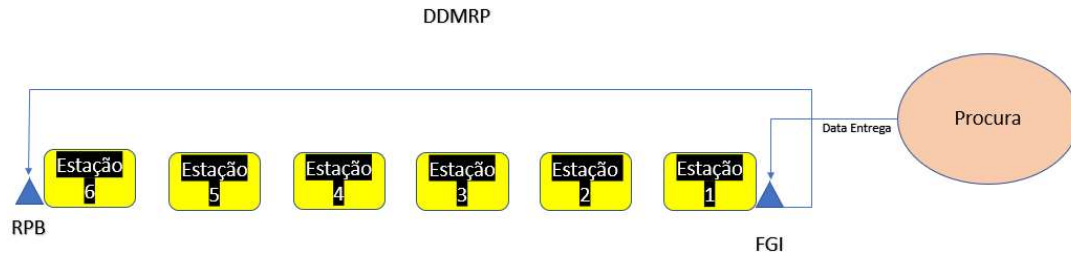 DDMRP
Procura
Data Entrega
Estação
6
Estação
5
Estação
4
Estação
3
Estação
2
Estação
1
RPB
FGI